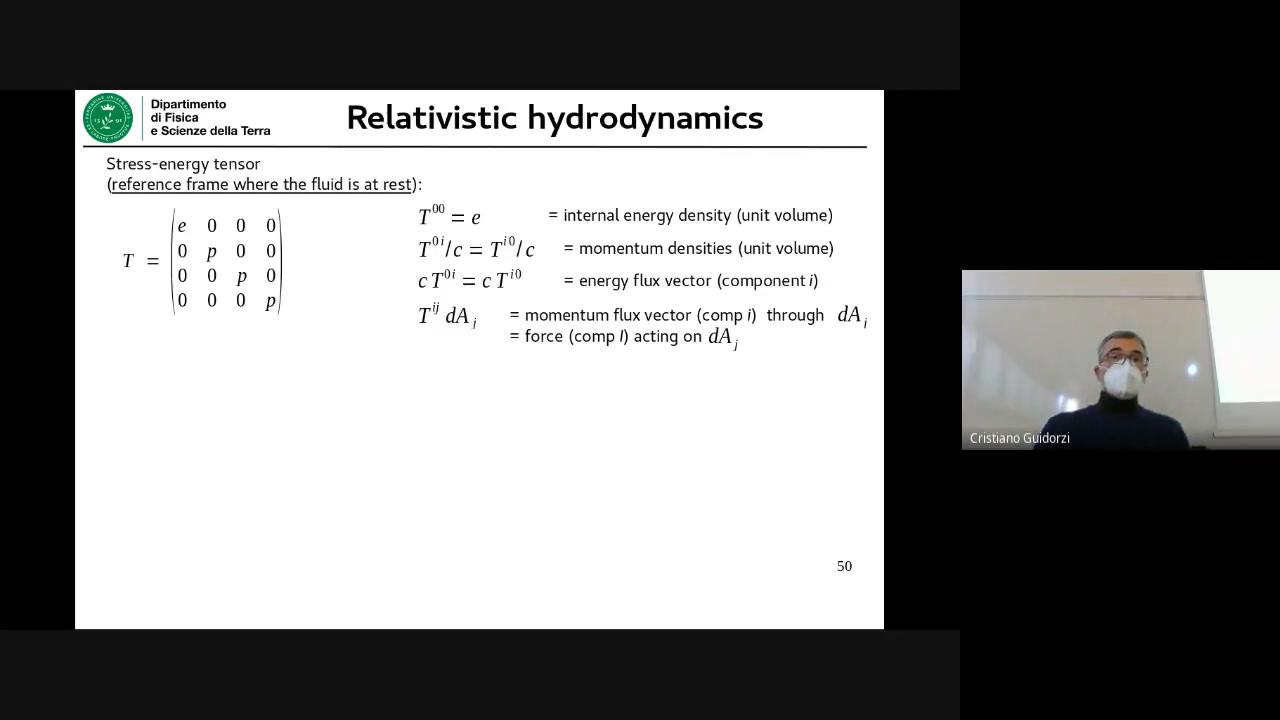 Dipartimento
di Fisica
e Scienze della Terra
Relativistic hydrodynamics
Stress-energy tensor
(reference frame where the fluid is at rest):
T = (e 0 0 0
0 p 0 0
0 0 p 0
0 0 0 p)
T^{00} = e = internal energy density (unit volume)
T^{0i}/c = T^{i0}/c = momentum densities (unit volume)
c T^{0i} = c T^{i0} = energy flux vector (component i)
T^{ij} dA_j = momentum flux vector (comp i) through dA_j
= force (comp I) acting on dA_j
50
Cristiano Guidorzi